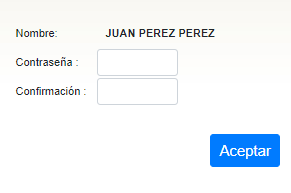 Nombre: JUAN PEREZ PEREZ
Contraseña :
Confirmación :
Aceptar